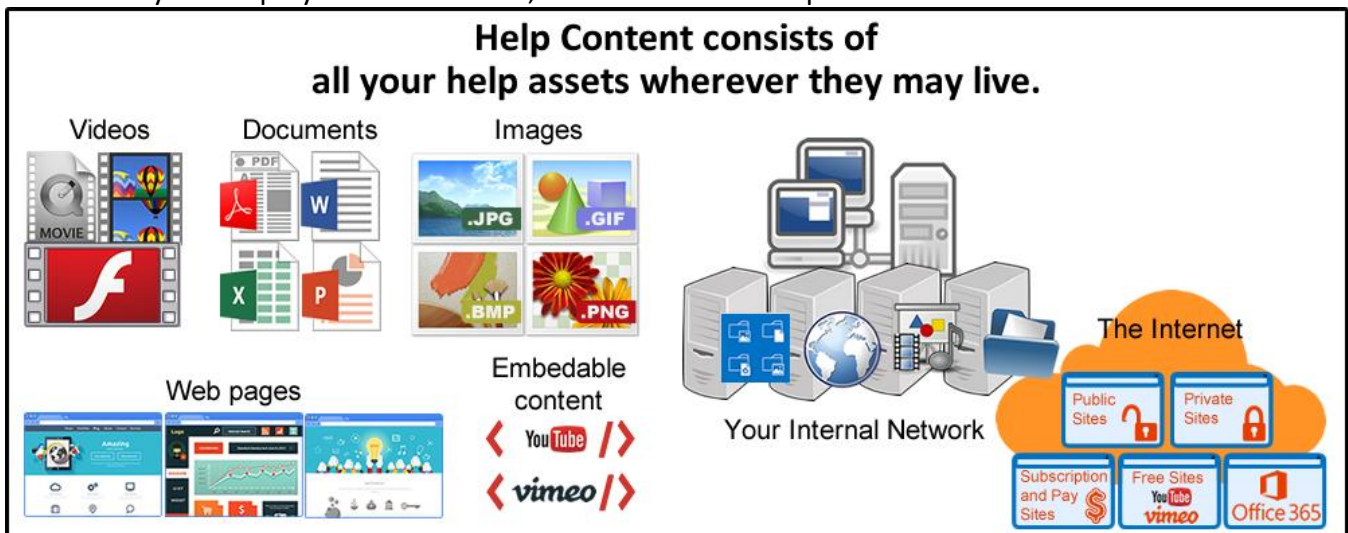 Help Content consists of
all your help assets wherever they may live.
Videos
Documents
Images
MOVIE
PDF
W
X
P
.JPG
.GIF
.BMP
.PNG
Web pages
Amazing
Logo
Embedable
content
< YouTube />
< vimeo />
Your Internal Network
The Internet
Public
Sites
Private
Sites
Subscription
and Pay
Sites $
Free Sites
YouTube
vimeo
Office 365